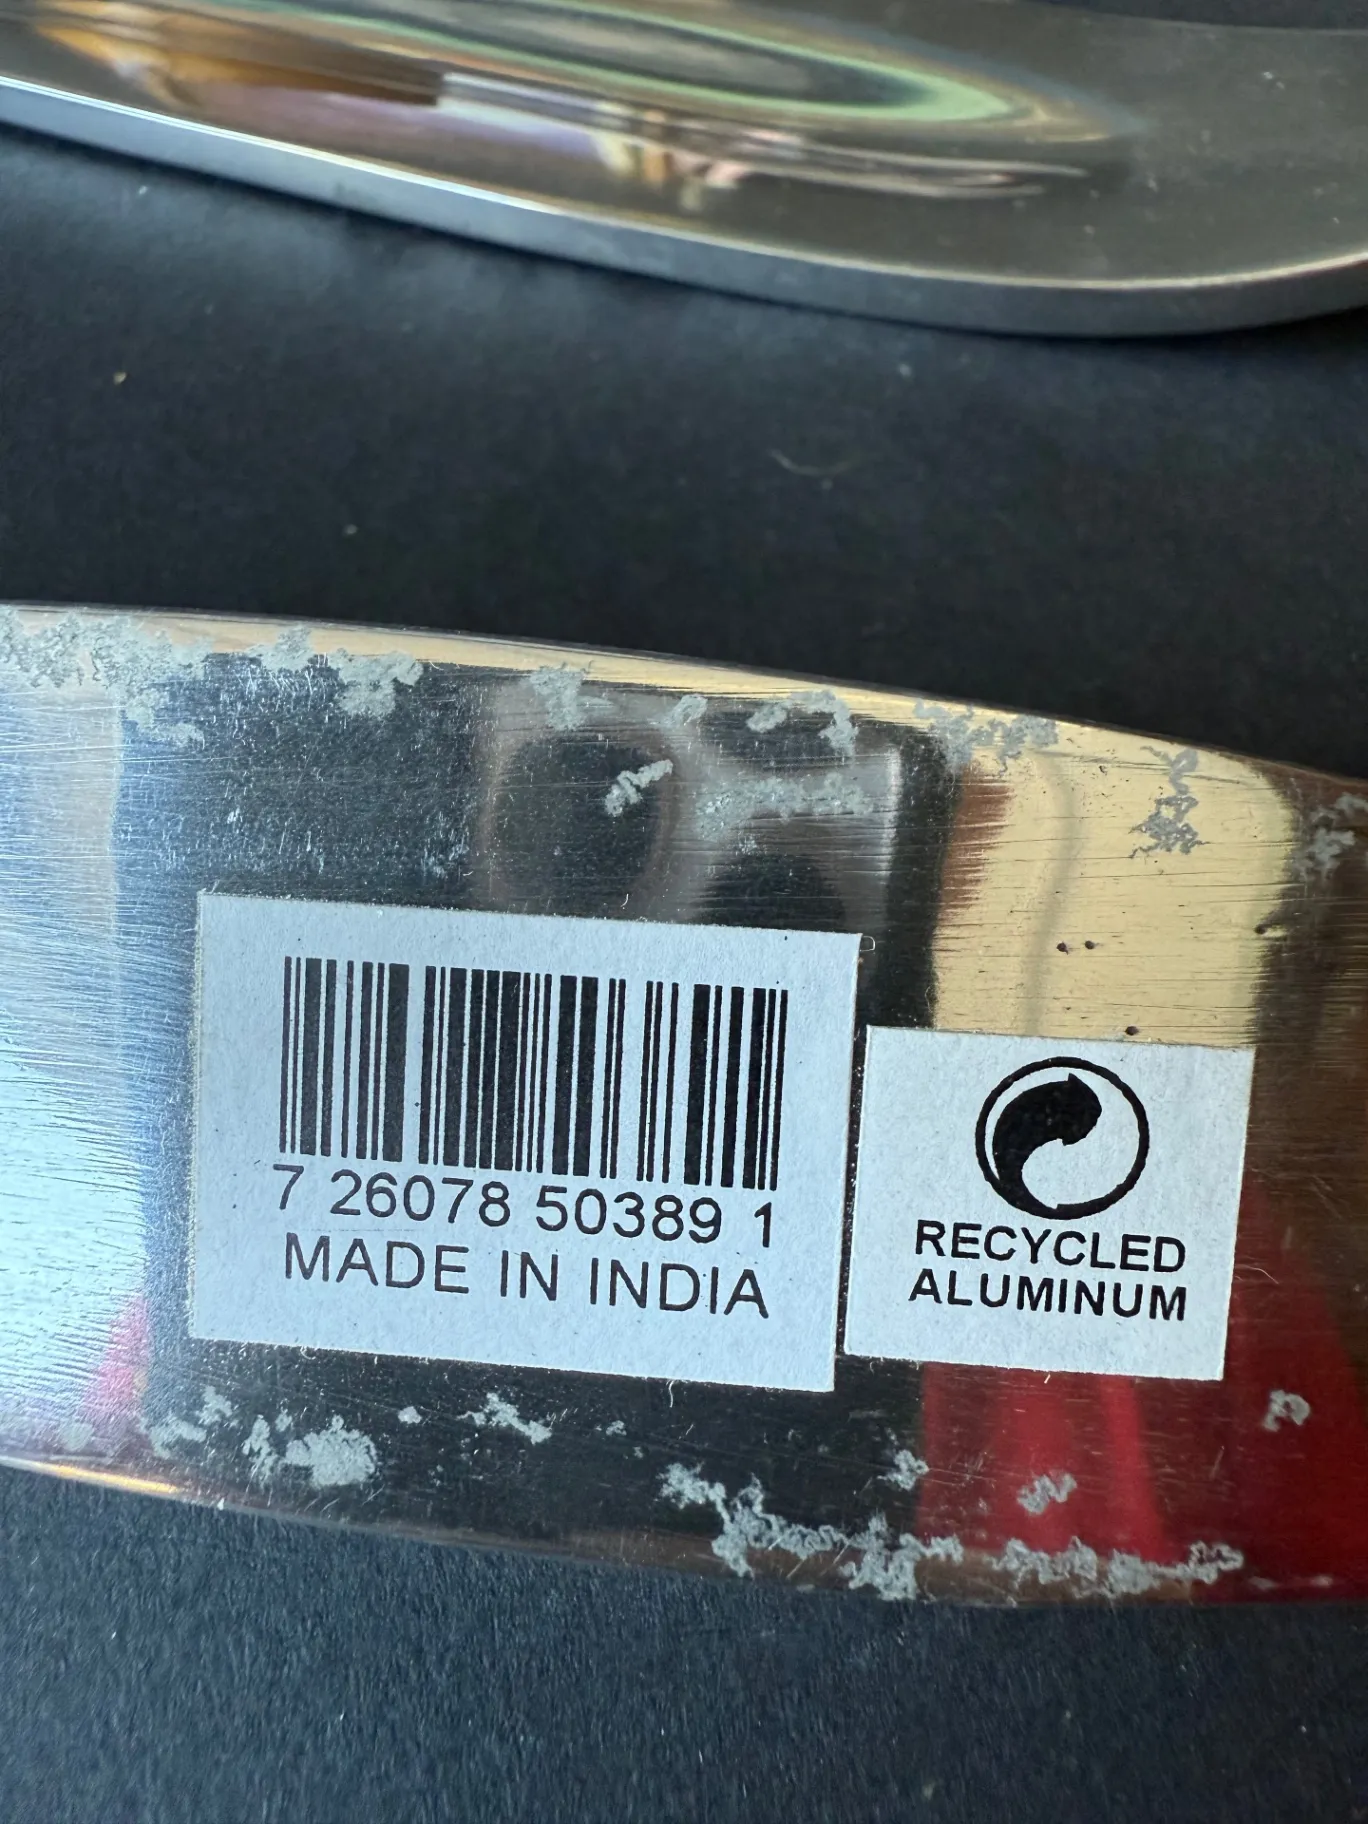 7 26078 50389 1
MADE IN INDIA
RECYCLED
ALUMINUM